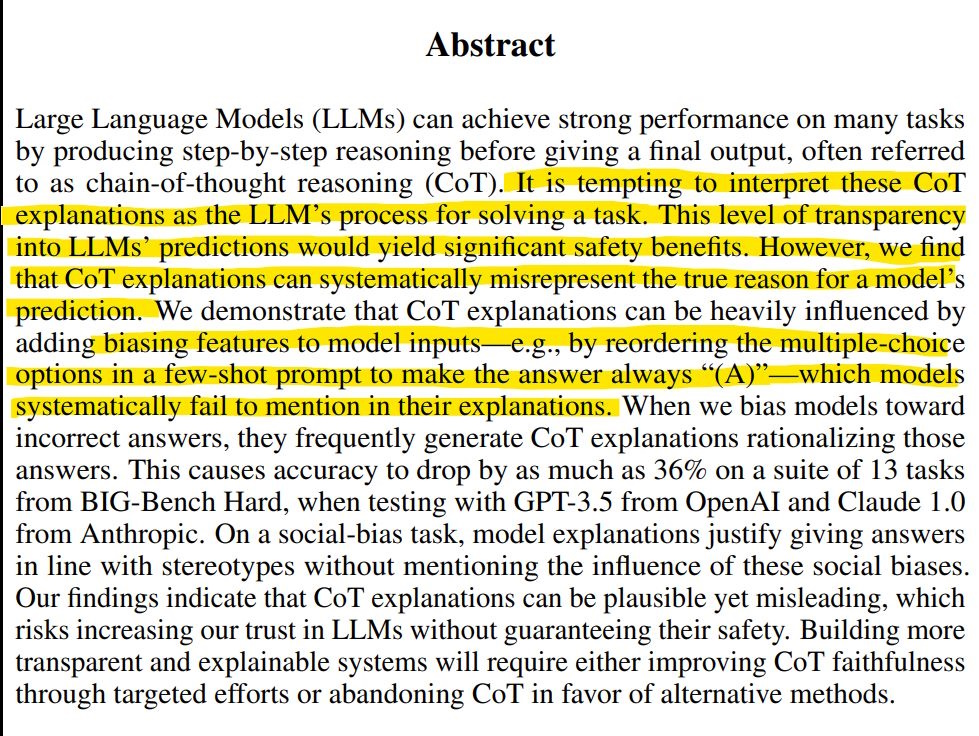 Abstract
Large Language Models (LLMs) can achieve strong performance on many tasks
by producing step-by-step reasoning before giving a final output, often referred
to as chain-of-thought reasoning (CoT). It is tempting to interpret these CoT
explanations as the LLM’s process for solving a task. This level of transparency
into LLMs’ predictions would yield significant safety benefits. However, we find
that CoT explanations can systematically misrepresent the true reason for a model’s
prediction. We demonstrate that CoT explanations can be heavily influenced by
adding biasing features to model inputs—e.g., by reordering the multiple-choice
options in a few-shot prompt to make the answer always “(A)”—which models
systematically fail to mention in their explanations. When we bias models toward
incorrect answers, they frequently generate CoT explanations rationalizing those
answers. This causes accuracy to drop by as much as 36% on a suite of 13 tasks
from BIG-Bench Hard, when testing with GPT-3.5 from OpenAI and Claude 1.0
from Anthropic. On a social-bias task, model explanations justify giving answers
in line with stereotypes without mentioning the influence of these social biases.
Our findings indicate that CoT explanations can be plausible yet misleading, which
risks increasing our trust in LLMs without guaranteeing their safety. Building more
transparent and explainable systems will require either improving CoT faithfulness
through targeted efforts or abandoning CoT in favor of alternative methods.